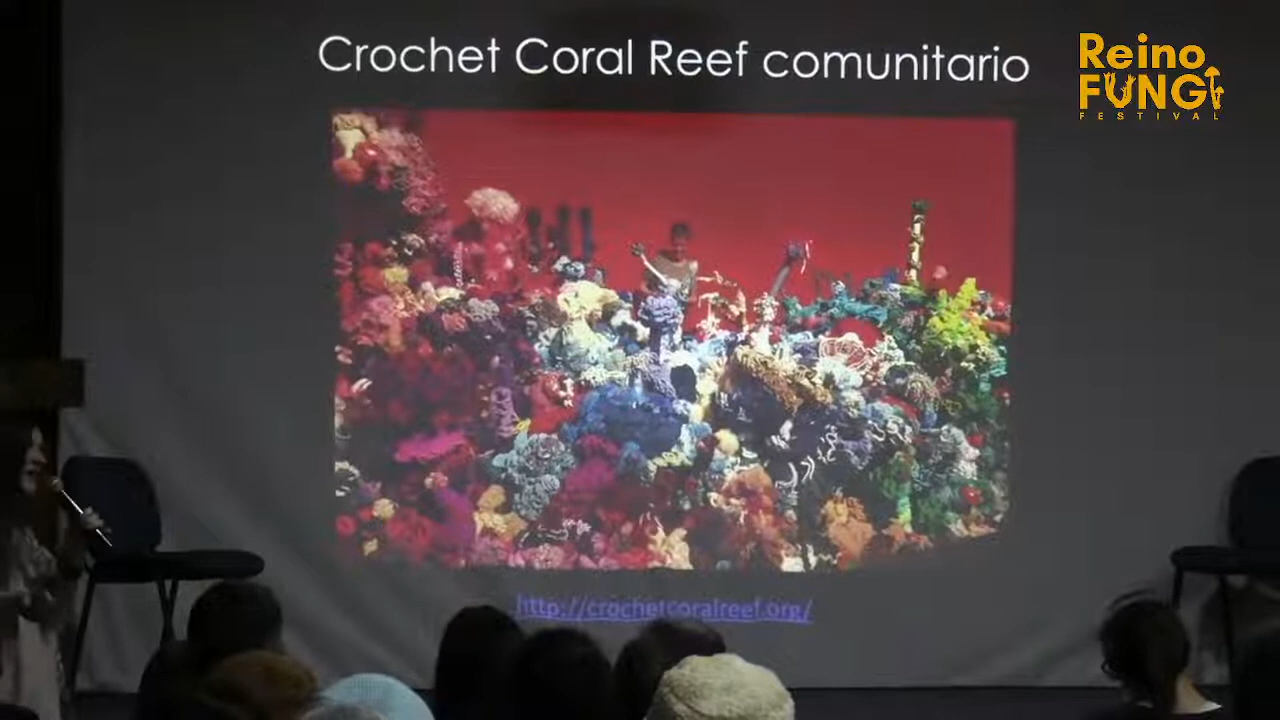 Crochet Coral Reef comunitario
Reino
FUNGi
FESTIVAL
http://crochetcoralreef.org/